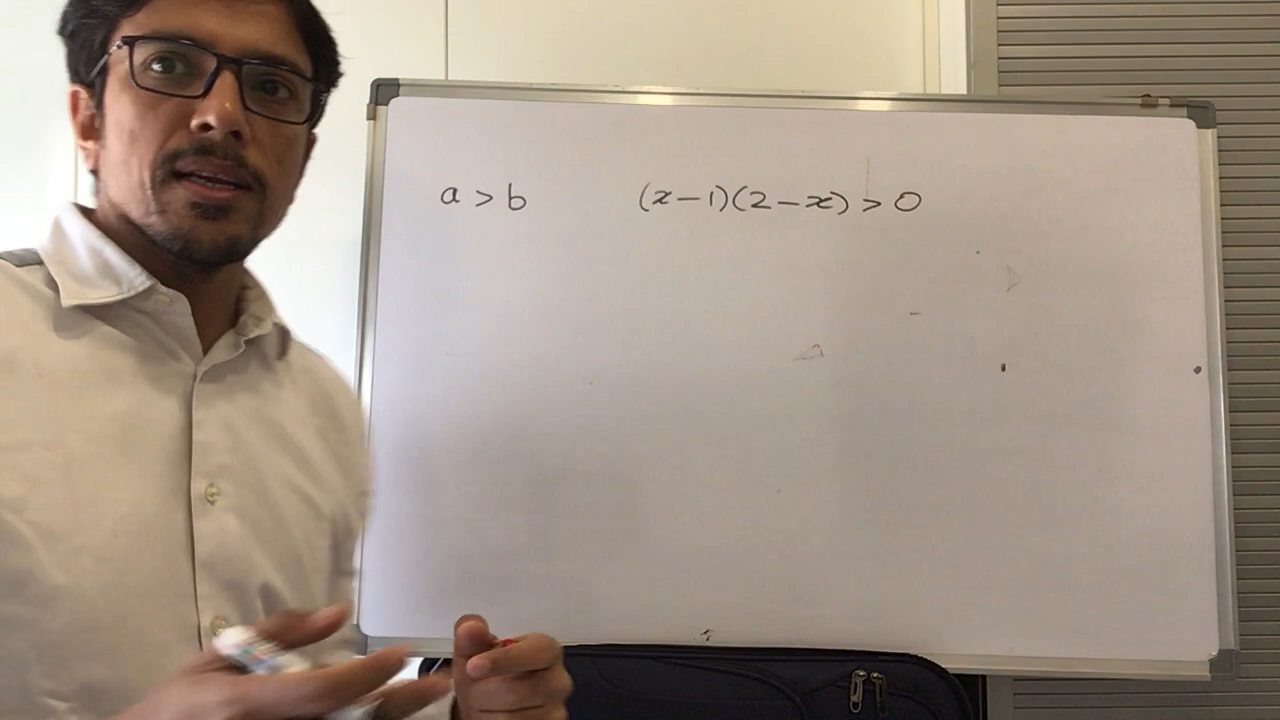 a > b (x-1)(2-x) > 0